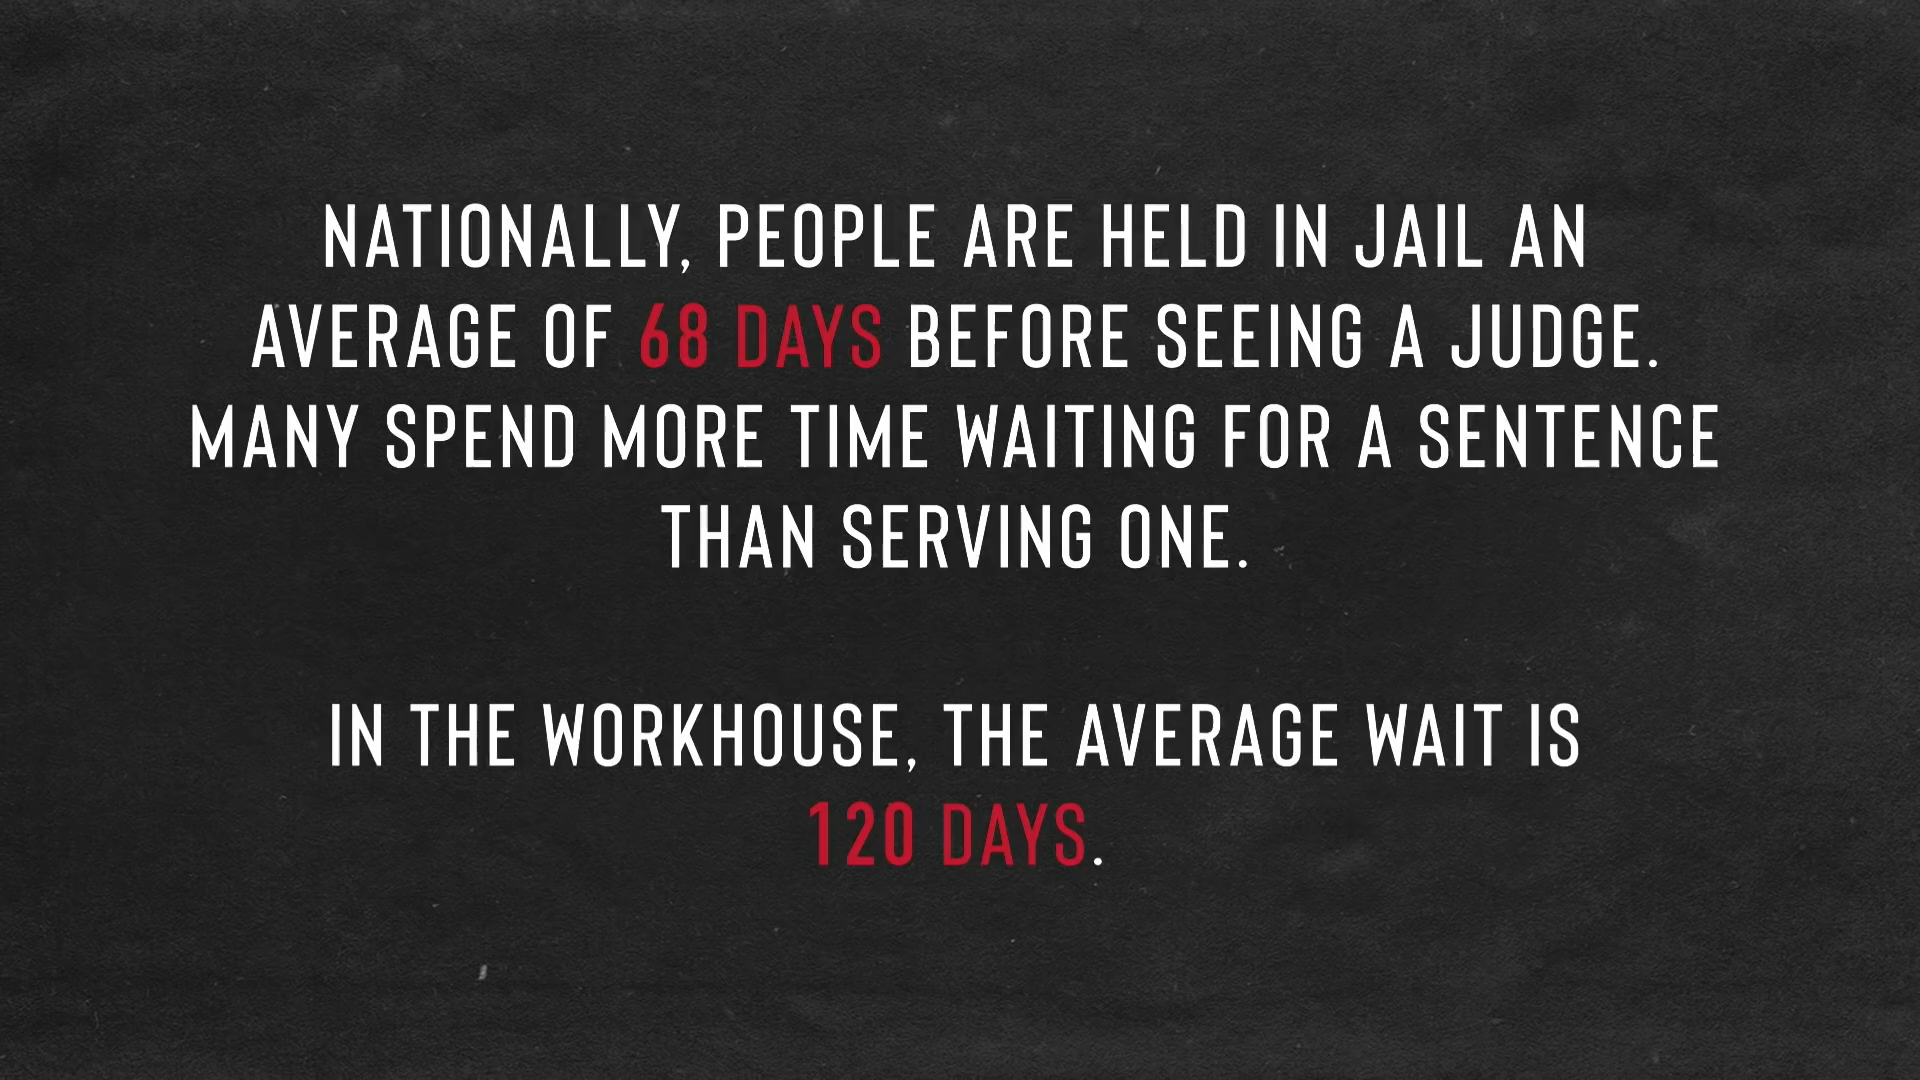 NATIONALLY, PEOPLE ARE HELD IN JAIL AN
AVERAGE OF 68 DAYS BEFORE SEEING A JUDGE.
MANY SPEND MORE TIME WAITING FOR A SENTENCE
THAN SERVING ONE.
IN THE WORKHOUSE, THE AVERAGE WAIT IS
120 DAYS.